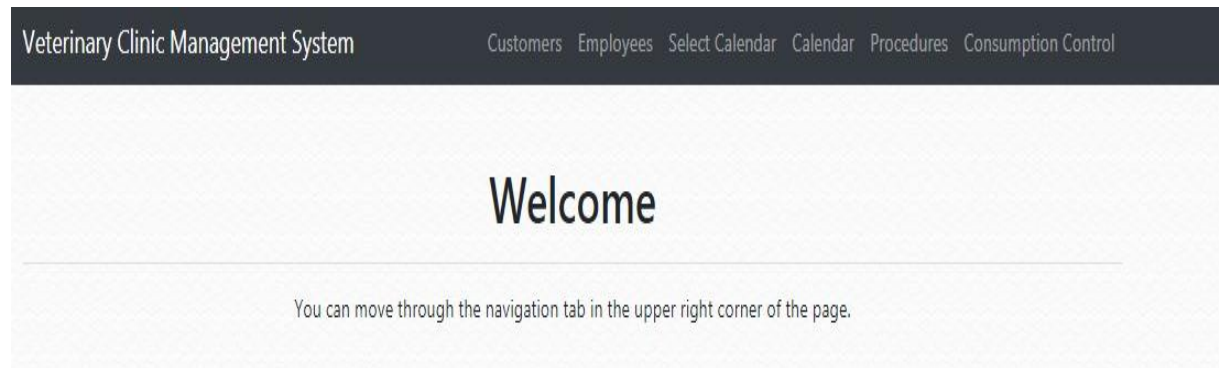 Veterinary Clinic Management System Customers Employees Select Calendar Calendar Procedures Consumption Control
Welcome
You can move through the navigation tab in the upper right corner of the page.